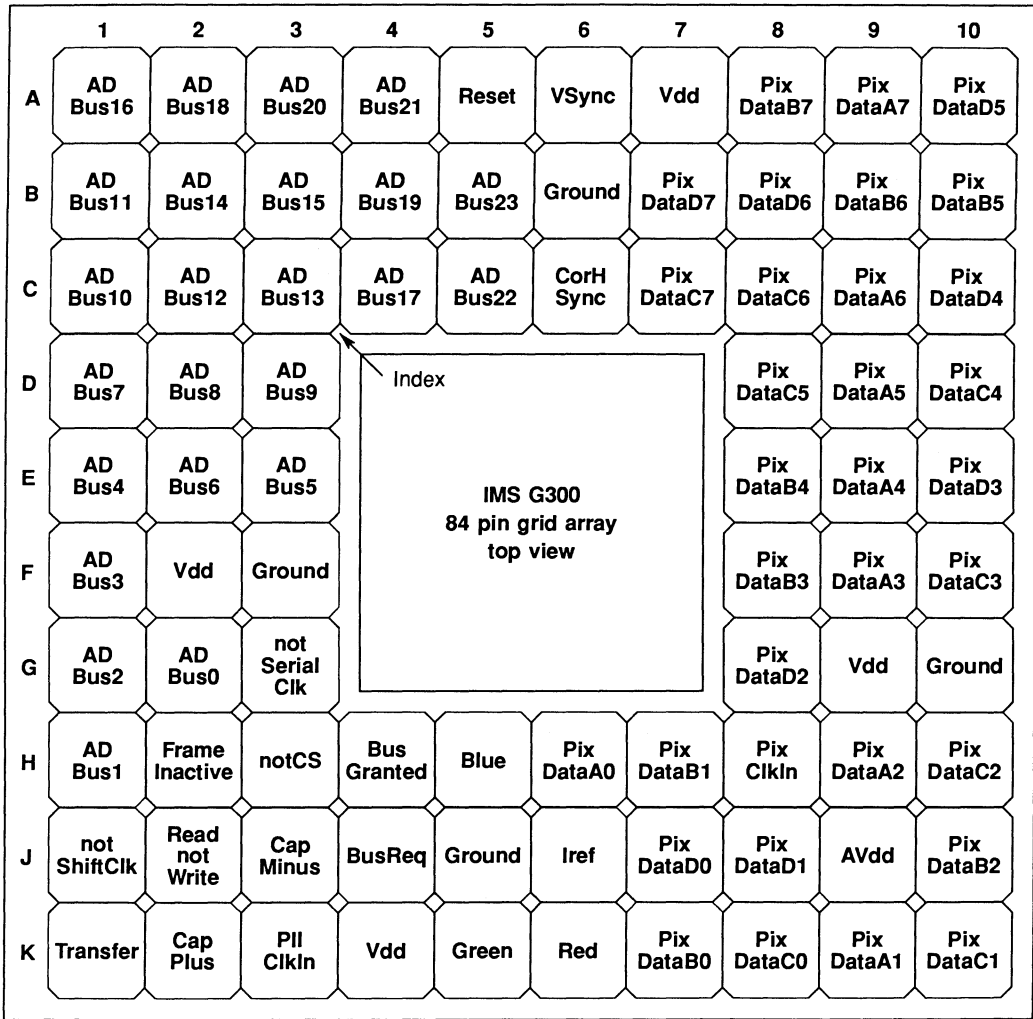 1 2 3 4 5 6 7 8 9 10
A AD Bus16 AD Bus18 AD Bus20 AD Bus21 Reset VSync Vdd Pix DataB7 Pix DataA7 Pix DataD5
B AD Bus11 AD Bus14 AD Bus15 AD Bus19 AD Bus23 Ground Pix DataD7 Pix DataD6 Pix DataB6 Pix DataB5
C AD Bus10 AD Bus12 AD Bus13 AD Bus17 AD Bus22 CorH Sync Pix DataC7 Pix DataC6 Pix DataA6 Pix DataD4
D AD Bus7 AD Bus8 AD Bus9 Index Pix DataC5 Pix DataA5 Pix DataC4
E AD Bus4 AD Bus6 AD Bus5 Pix DataB4 Pix DataA4 Pix DataD3
IMS G300
84 pin grid array
top view
F AD Bus3 Vdd Ground Pix DataB3 Pix DataA3 Pix DataC3
G AD Bus2 AD Bus0 not Serial Clk Pix DataD2 Vdd Ground
H AD Bus1 Frame Inactive notCS Bus Granted Blue Pix DataA0 Pix DataB1 Pix ClkIn Pix DataA2 Pix DataC2
J not ShiftClk Read not Write Cap Minus BusReq Ground Iref Pix DataD0 Pix DataD1 AVdd Pix DataB2
K Transfer Cap Plus Pll ClkIn Vdd Green Red Pix DataB0 Pix DataC0 Pix DataA1 Pix DataC1